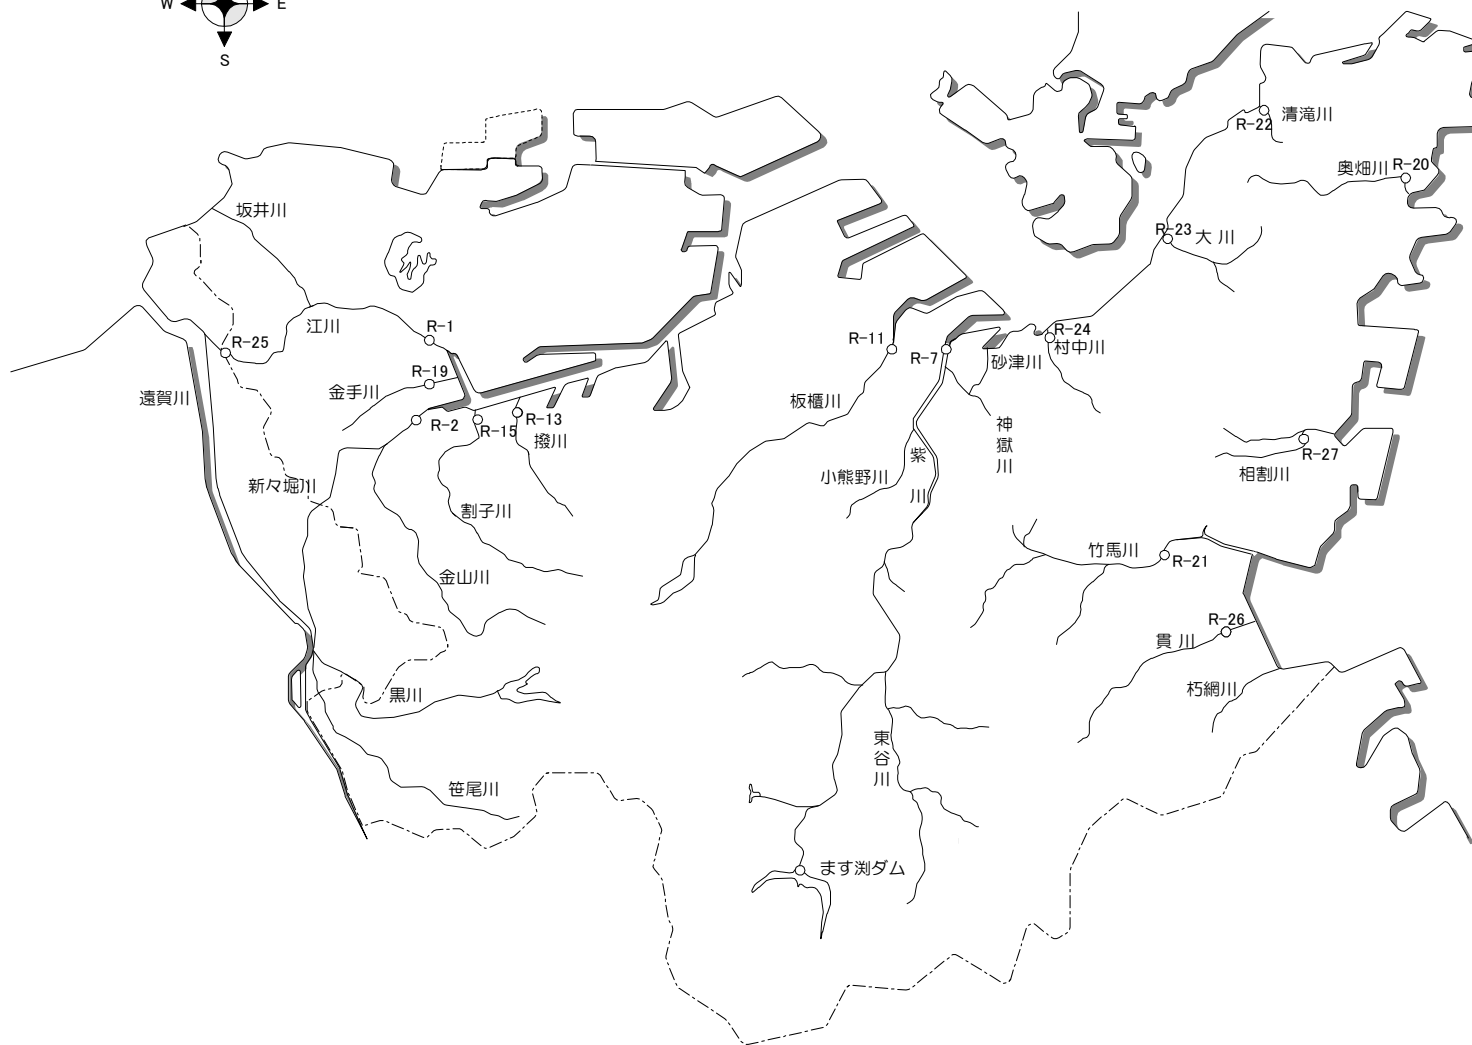 W
E
S
清滝川
R-22
奥畑川
R-20
坂井川
R-23
大川
江川
R-1
R-25
R-11
R-7
R-24
村中川
砂津川
R-19
金手川
遠賀川
R-2
R-15
R-13
撥川
板櫃川
神嶽川
紫川
小熊野川
R-27
相割川
新々堀川
割子川
竹馬川
R-21
金山川
R-26
貫川
黒川
朽網川
東谷川
笹尾川
ます渕ダム